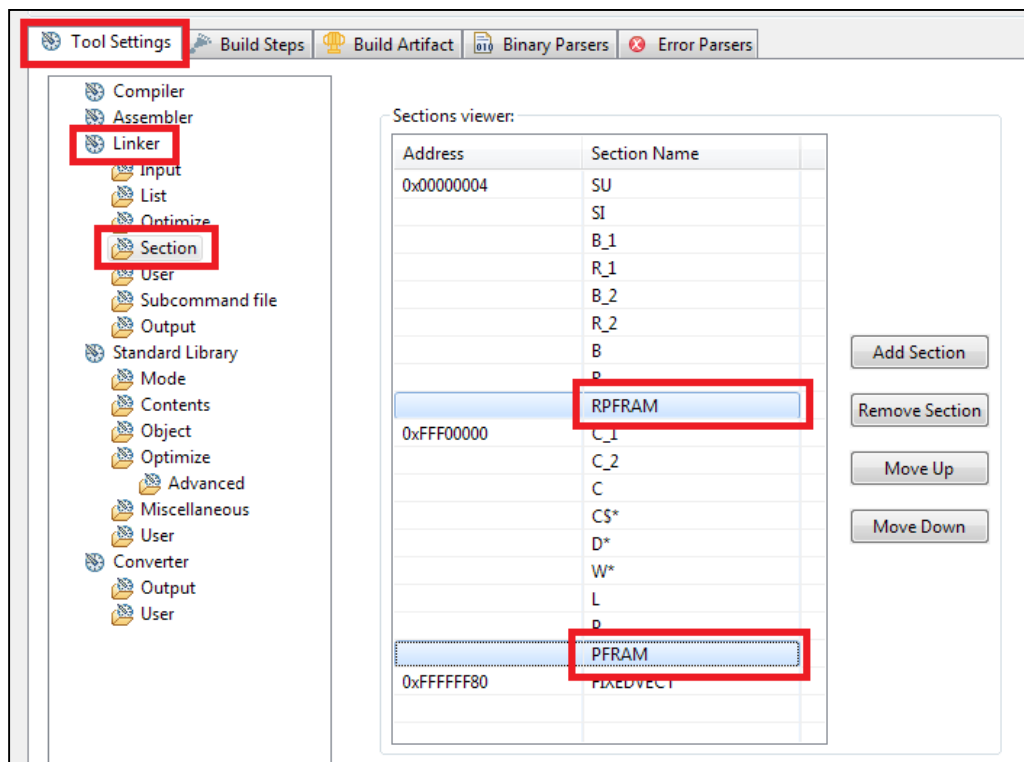 Tool Settings
Build Steps
Build Artifact
Binary Parsers
Error Parsers
Compiler
Assembler
Linker
Input
List
Optimize
Section
User
Subcommand file
Output
Standard Library
Mode
Contents
Object
Optimize
Advanced
Miscellaneous
User
Converter
Output
User
Sections viewer:
Address Section Name
0x00000004 SU
SI
B_1
R_1
B_2
R_2
B
R
RPFRAM
0xFFF00000 C_1
C_2
C
C$*
D*
W*
L
P
PFRAM
0xFFFFFF80 FIXEDVECT
Add Section
Remove Section
Move Up
Move Down